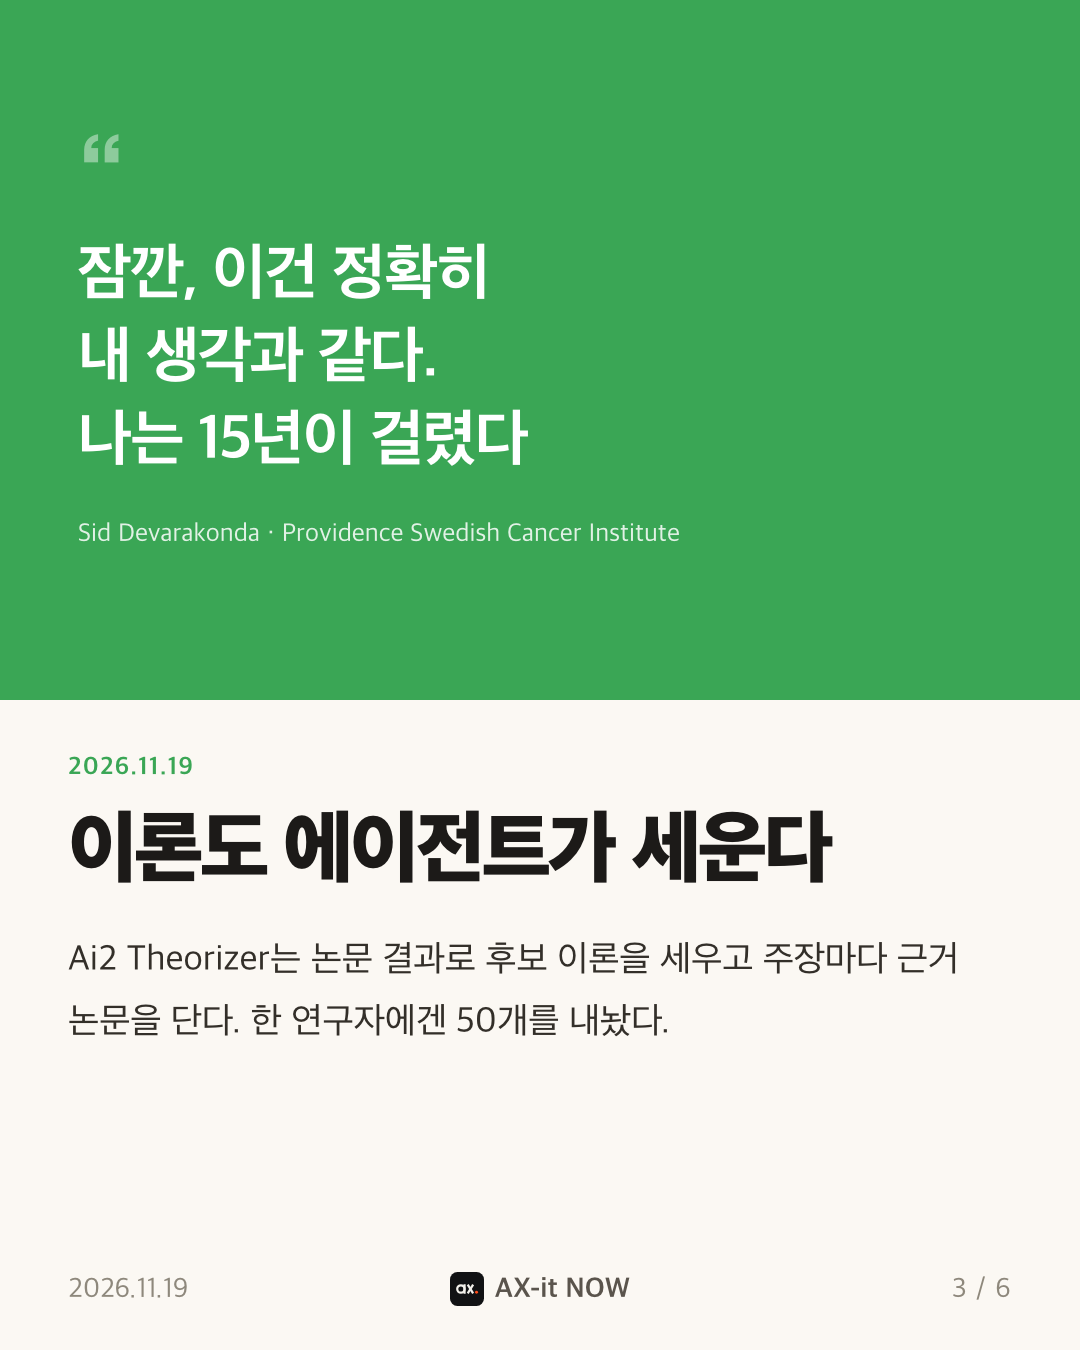 “
잠깐, 이건 정확히
내 생각과 같다.
나는 15년이 걸렸다
Sid Devarakonda · Providence Swedish Cancer Institute
2026.11.19
이론도 에이전트가 세운다
Ai2 Theorizer는 논문 결과로 후보 이론을 세우고 주장마다 근거
논문을 단다. 한 연구자에겐 50개를 내놨다.
2026.11.19
ax.
AX-it NOW
3 / 6